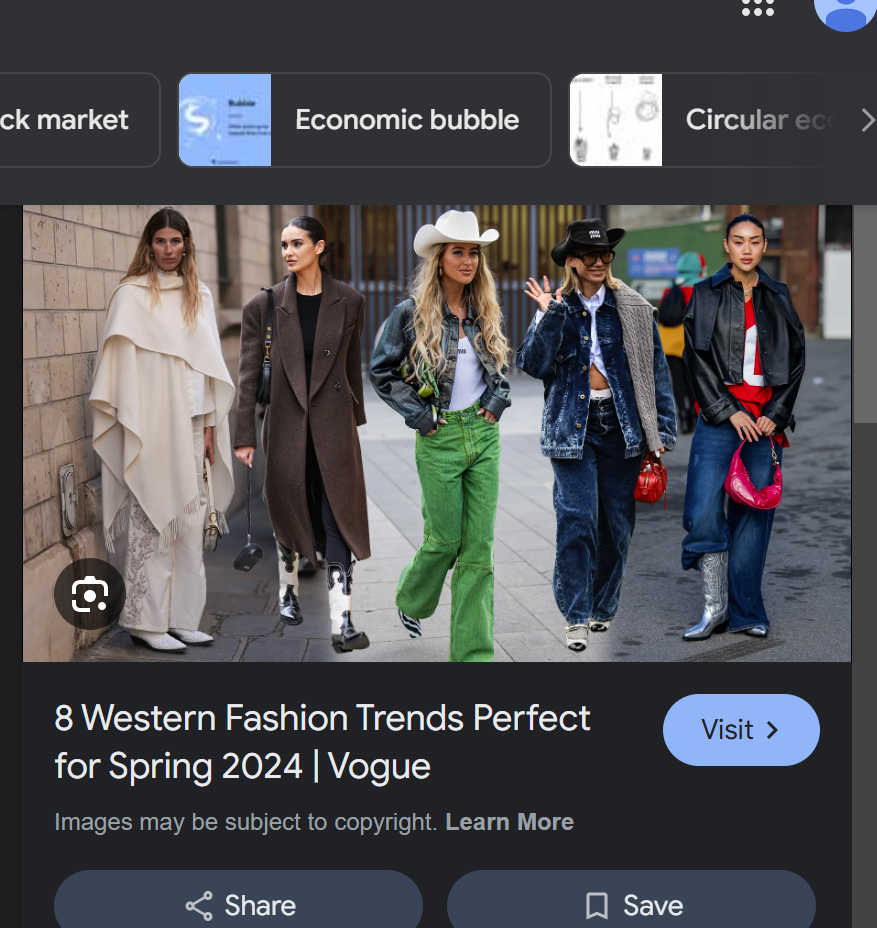 ck market
Bubble
Economic bubble
Circular ec
8 Western Fashion Trends Perfect
for Spring 2024 | Vogue
Visit
Images may be subject to copyright. Learn More
Share
Save